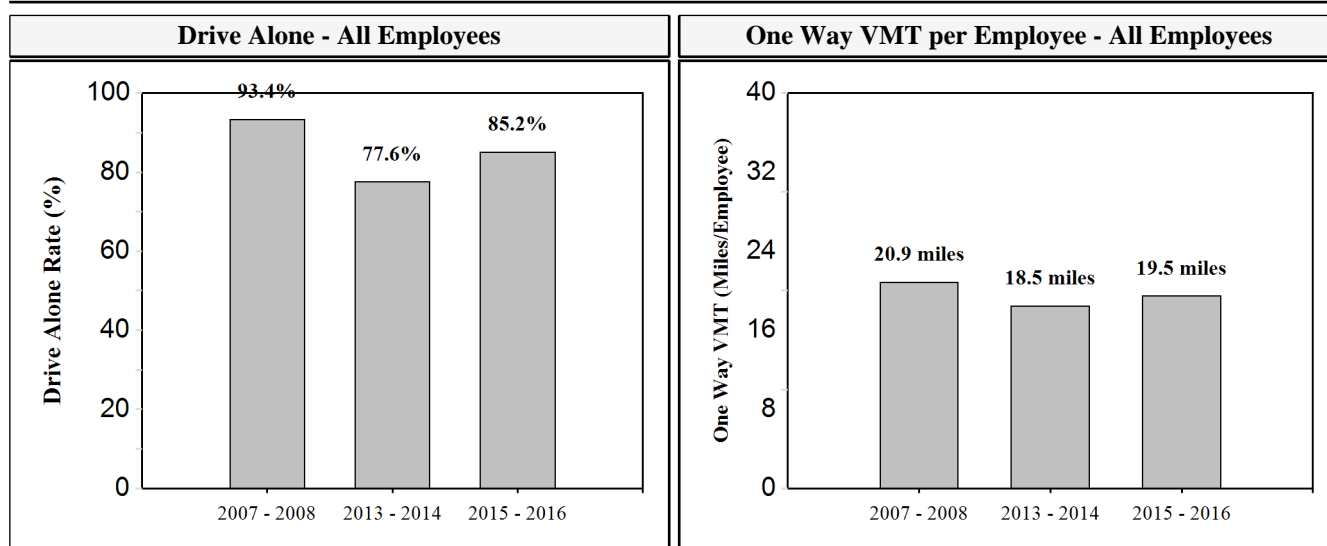 Drive Alone - All Employees
100
93.4%
85.2%
80
77.6%
60
40
20
0
Drive Alone Rate (%)
2007 - 2008 2013 - 2014 2015 - 2016
One Way VMT per Employee - All Employees
40
32
24
20.9 miles
18.5 miles
19.5 miles
16
8
0
One Way VMT (Miles/Employee)
2007 - 2008 2013 - 2014 2015 - 2016